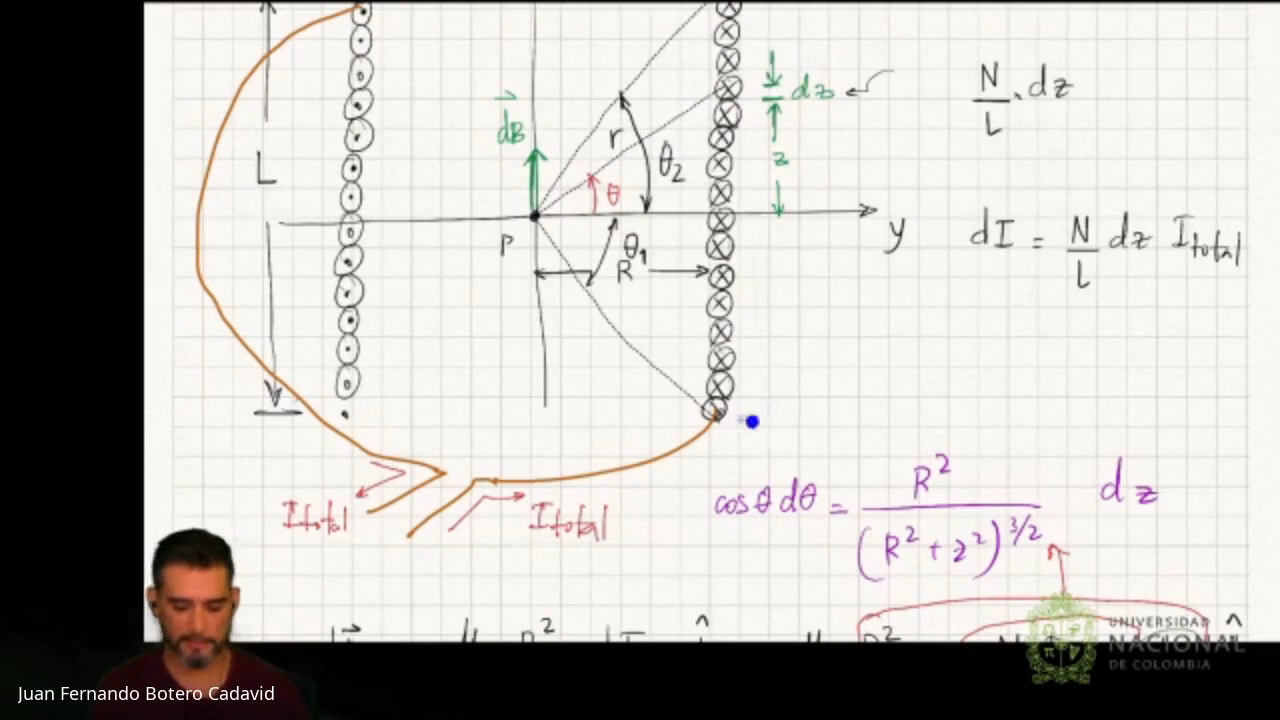 N/L . dz
dz
dB
r
θ2
L
θ
z
P
θ1
R
y
dI = N/L dz Itotal
cosθ dθ = R²/(R² + z²)^3/2 dz
Itotal
Itotal
UNIVERSIDAD
NACIONAL
DE COLOMBIA
Juan Fernando Botero Cadavid